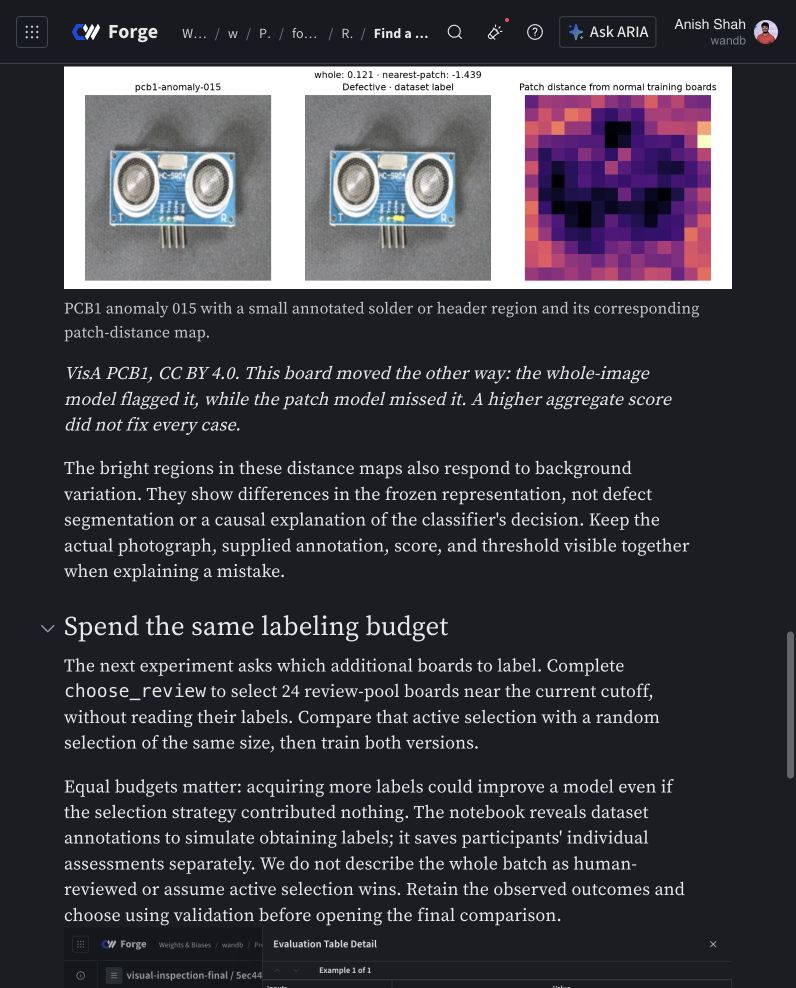 Forge W... / w / P. / fo... / R. / Find a ... Ask ARIA Anish Shah
wandb
whole: 0.121 · nearest-patch: -1.439
pcb1-anomaly-015 Defective · dataset label Patch distance from normal training boards
HC-SR04 HC-SR04
T R T R
PCB1 anomaly 015 with a small annotated solder or header region and its corresponding
patch-distance map.
VisA PCB1, CC BY 4.0. This board moved the other way: the whole-image
model flagged it, while the patch model missed it. A higher aggregate score
did not fix every case.
The bright regions in these distance maps also respond to background
variation. They show differences in the frozen representation, not defect
segmentation or a causal explanation of the classifier's decision. Keep the
actual photograph, supplied annotation, score, and threshold visible together
when explaining a mistake.
Spend the same labeling budget
The next experiment asks which additional boards to label. Complete
choose_review to select 24 review-pool boards near the current cutoff,
without reading their labels. Compare that active selection with a random
selection of the same size, then train both versions.
Equal budgets matter: acquiring more labels could improve a model even if
the selection strategy contributed nothing. The notebook reveals dataset
annotations to simulate obtaining labels; it saves participants' individual
assessments separately. We do not describe the whole batch as human-
reviewed or assume active selection wins. Retain the observed outcomes and
choose using validation before opening the final comparison.
Forge Weights & Biases / wandb / Pr Evaluation Table Detail
visual-inspection-final / 5ec44 Example 1 of 1